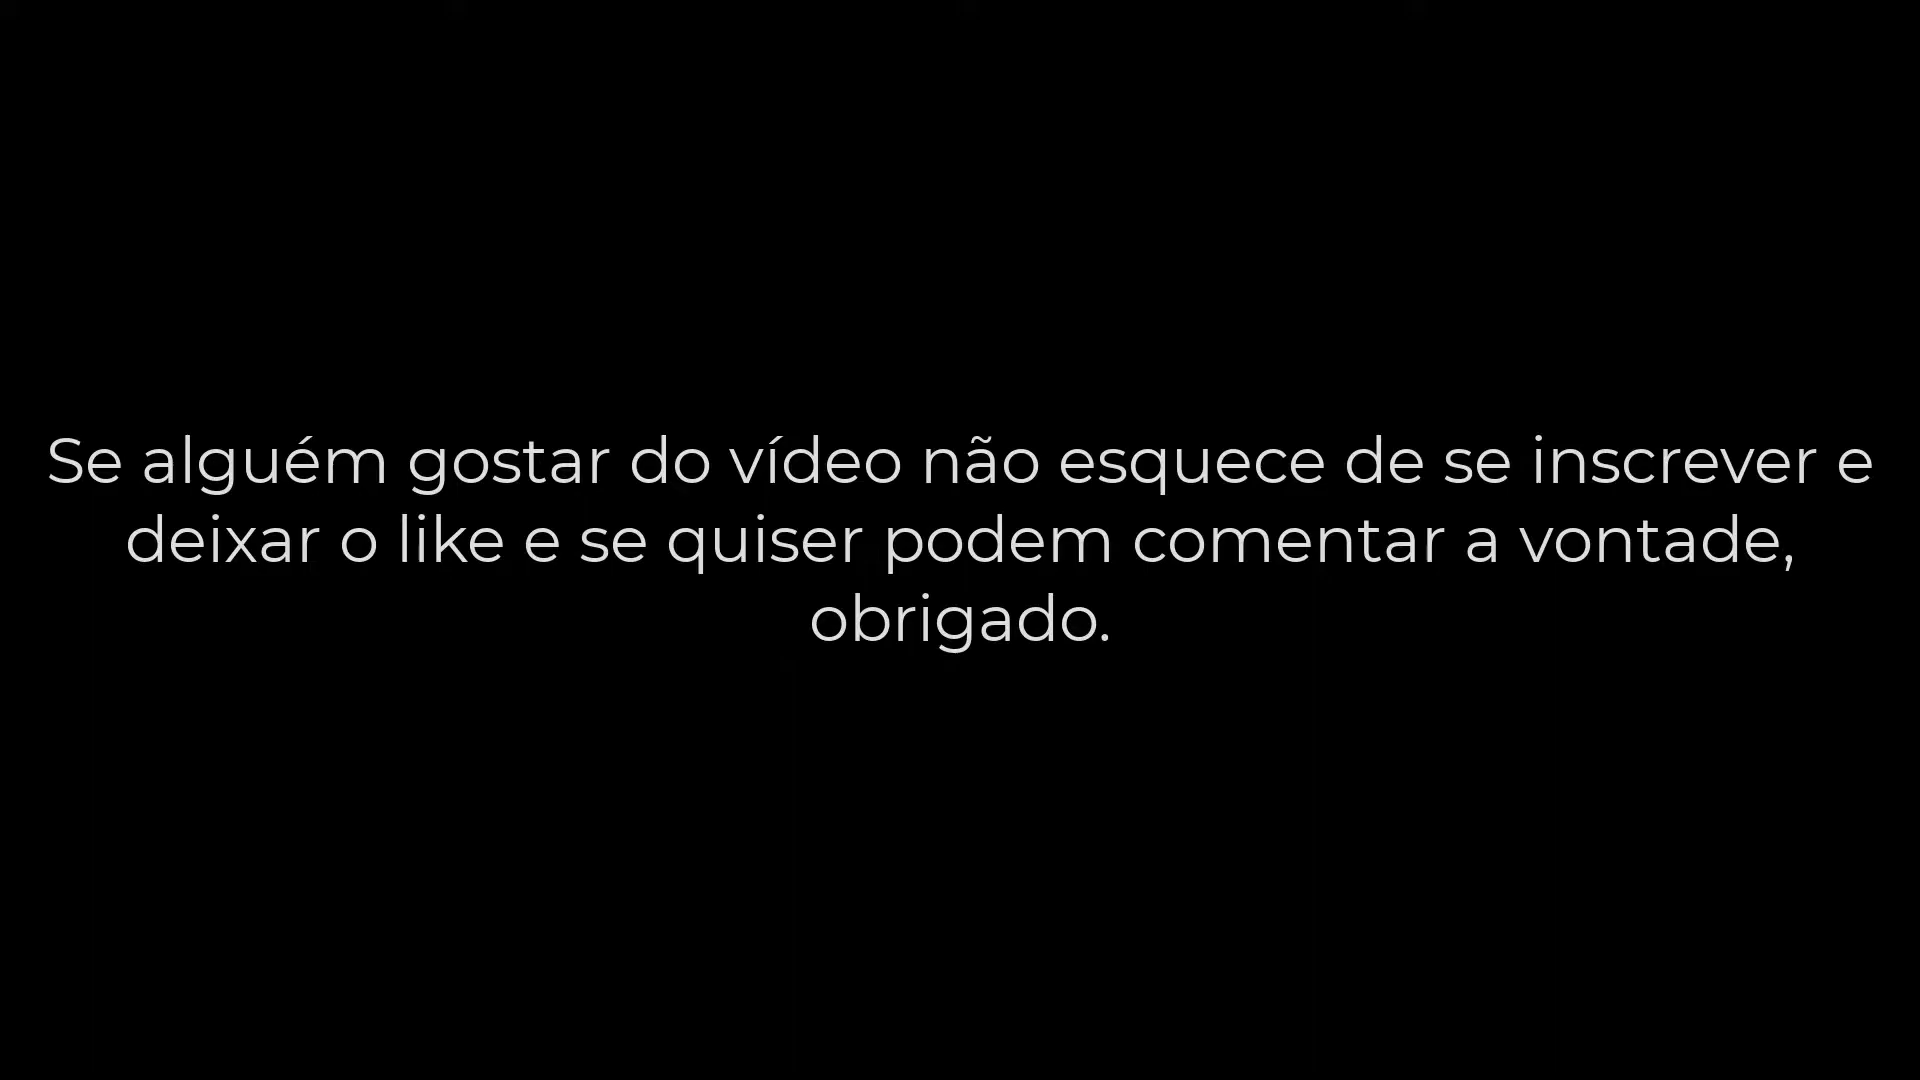 Se alguém gostar do vídeo não esquece de se inscrever e
deixar o like e se quiser podem comentar a vontade,
obrigado.